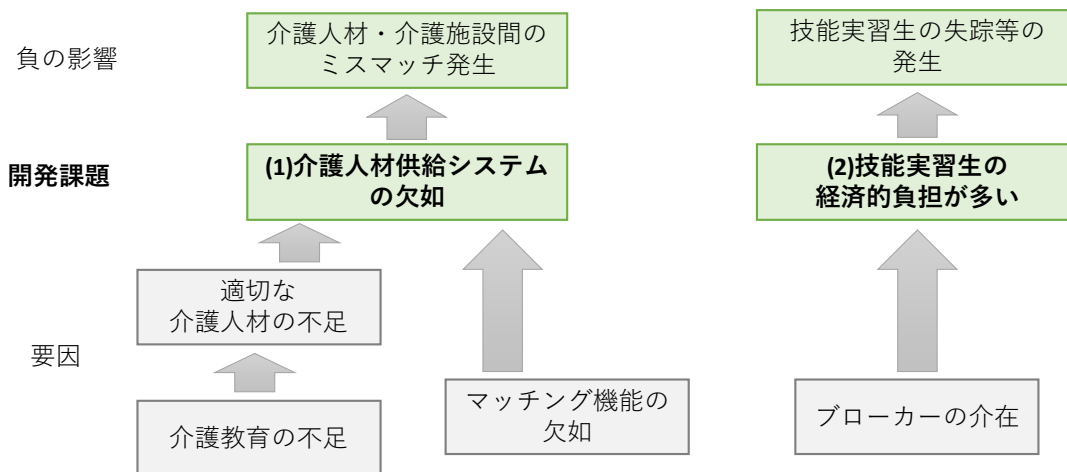 負の影響
介護人材・介護施設間の
ミスマッチ発生
技能実習生の失踪等の
発生
開発課題
(1)介護人材供給システム
の欠如
(2)技能実習生の
経済的負担が多い
要因
適切な
介護人材の不足
介護教育の不足
マッチング機能の
欠如
ブローカーの介在